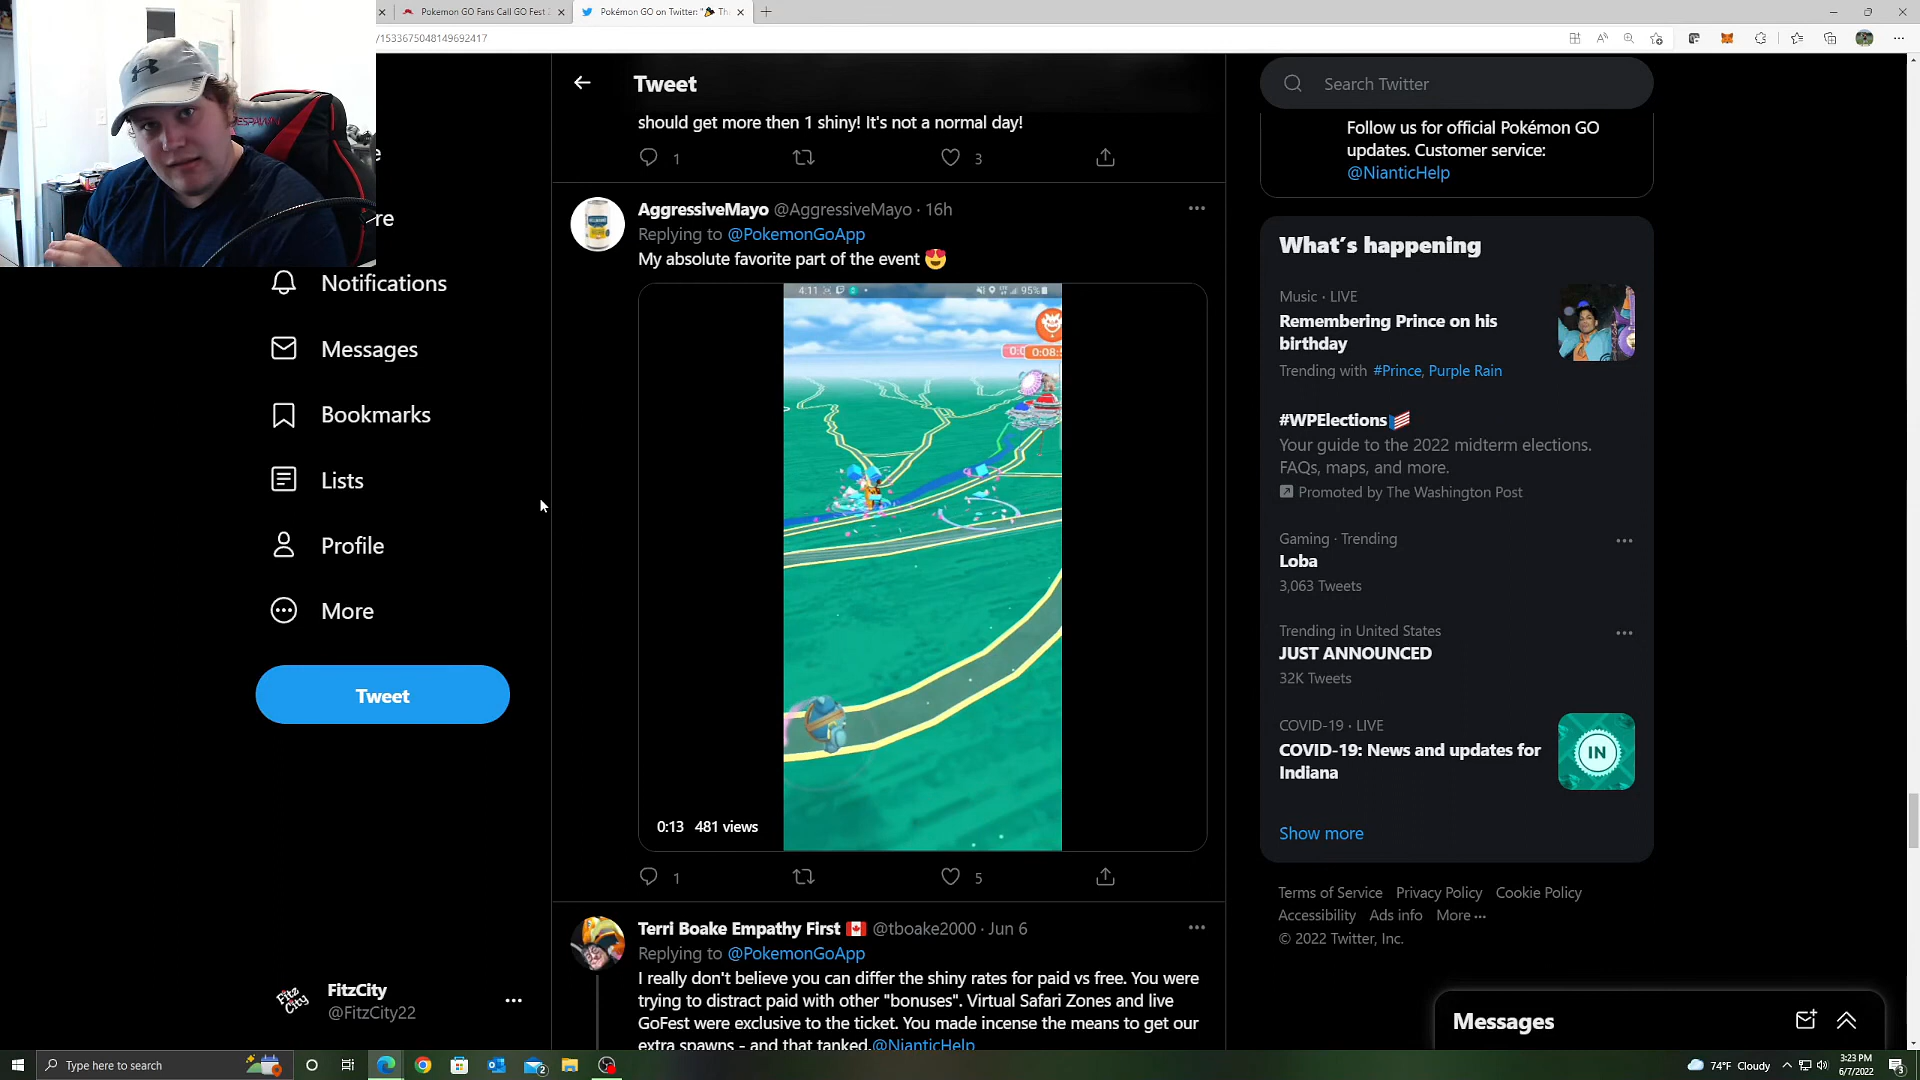 Pokemon GO Fans Call GO Fest
Pokémon GO on Twitter: "🎉 Th
/1533675048149692417
Tweet
Search Twitter
should get more then 1 shiny! It's not a normal day!
1
3
AggressiveMayo @AggressiveMayo · 16h
Replying to @PokemonGoApp
My absolute favorite part of the event 😍
4:11
95%
0:08:
0:13 481 views
1
5
Terri Boake Empathy First 🇨🇦 @tboake2000 · Jun 6
Replying to @PokemonGoApp
I really don't believe you can differ the shiny rates for paid vs free. You were
trying to distract paid with other "bonuses". Virtual Safari Zones and live
GoFest were exclusive to the ticket. You made incense the means to get our
extra spawns - and that tanked.@NianticHelp
re
Notifications
Messages
Bookmarks
Lists
Profile
More
Tweet
FitzCity
@FitzCity22
Follow us for official Pokémon GO
updates. Customer service:
@NianticHelp
What's happening
Music · LIVE
Remembering Prince on his
birthday
Trending with #Prince, Purple Rain
#WPElections
Your guide to the 2022 midterm elections.
FAQs, maps, and more.
Promoted by The Washington Post
Gaming · Trending
Loba
3,063 Tweets
Trending in United States
JUST ANNOUNCED
32K Tweets
COVID-19 · LIVE
COVID-19: News and updates for
Indiana
IN
Show more
Terms of Service Privacy Policy Cookie Policy
Accessibility Ads info More ···
© 2022 Twitter, Inc.
Messages
Type here to search
2
74°F Cloudy
3:23 PM
6/7/2022
3